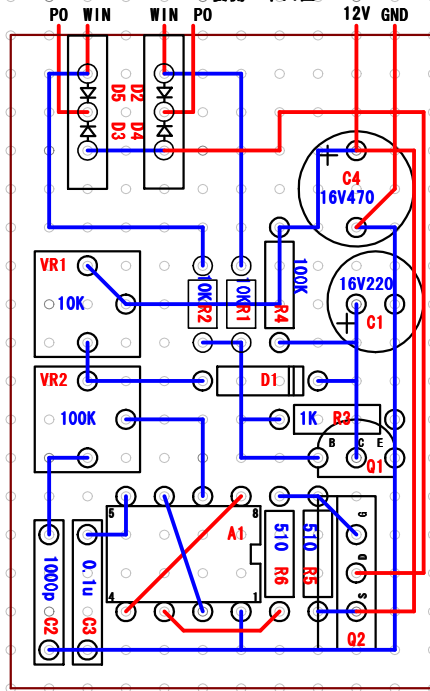 PO WIN WIN PO 12V GND
D5 D2
D3 D4
C4
16V470
VR1
10K
10K R2
10K R1
100K R4
16V220
C1
VR2
100K
D1
1K R3
B C E
Q1
5 8
A1
4 1
1000p C2
0.1u C3
510 R6
510 R5
G
D
S
Q2